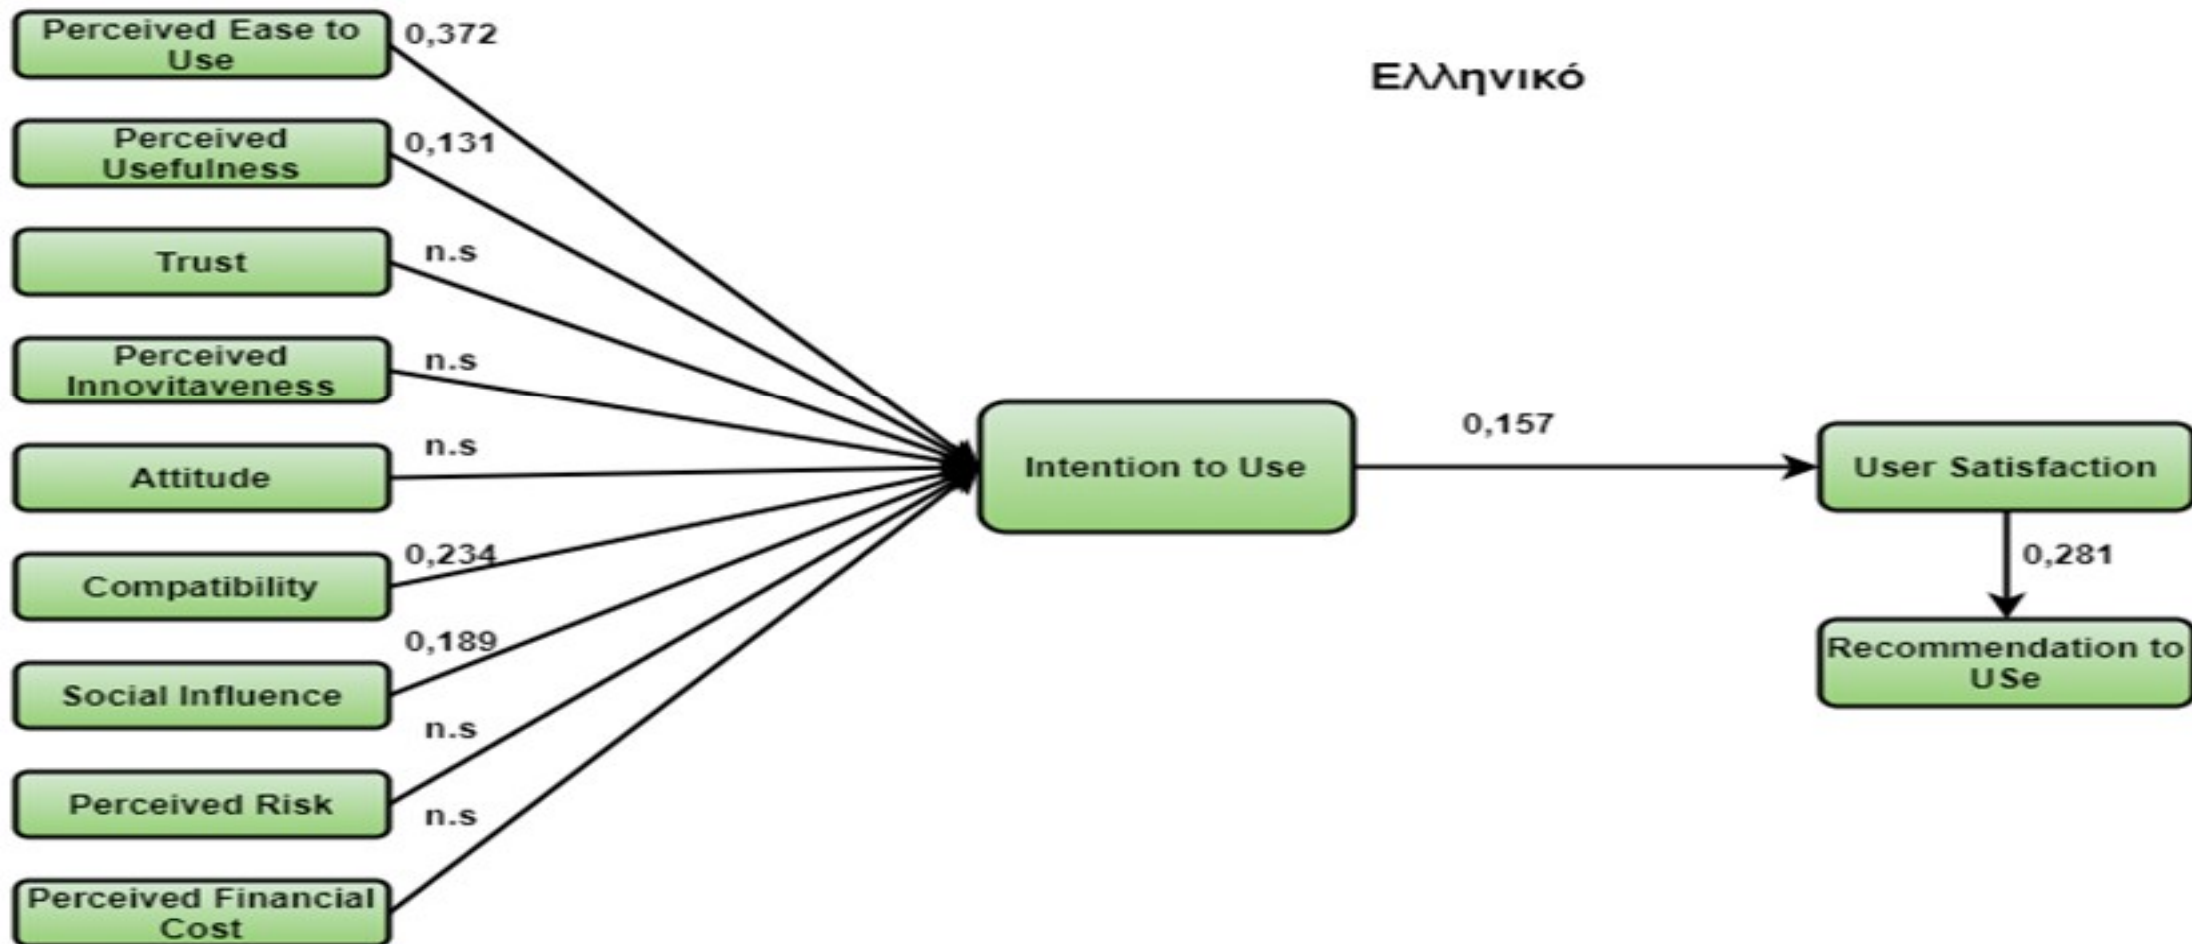 Perceived Ease to
Use
0,372
Ελληνικό
Perceived
Usefulness
0,131
Trust
n.s
Perceived
Innovitaveness
n.s
Attitude
n.s
Compatibility
0,234
Social Influence
0,189
Perceived Risk
n.s
Perceived Financial
Cost
n.s
Intention to Use
0,157
User Satisfaction
0,281
Recommendation to
USe